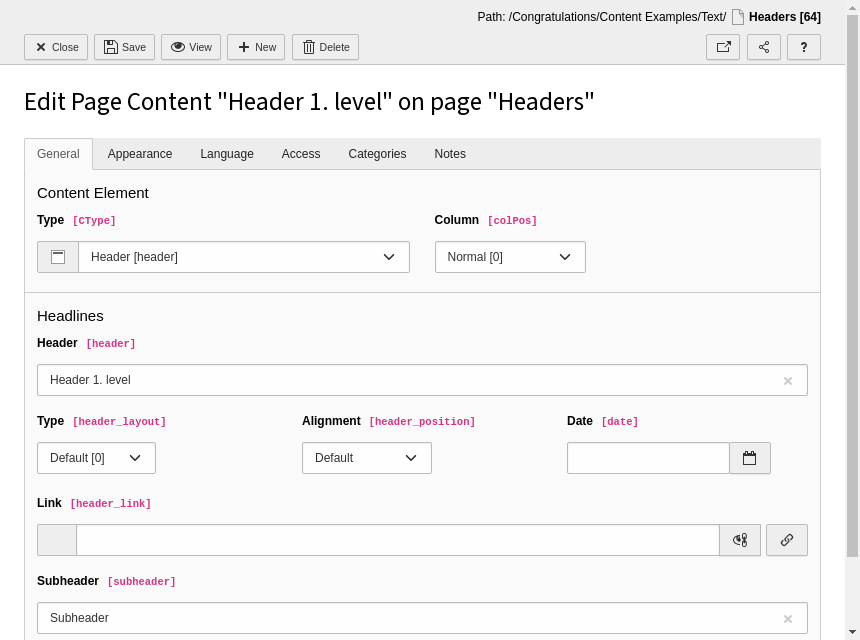 Path: /Congratulations/Content Examples/Text/ Headers [64]
Close Save View New Delete ?
Edit Page Content "Header 1. level" on page "Headers"
General Appearance Language Access Categories Notes
Content Element
Type [CType] Column [colPos]
Header [header] Normal [0]
Headlines
Header [header]
Header 1. level
Type [header_layout] Alignment [header_position] Date [date]
Default [0] Default
Link [header_link]
Subheader [subheader]
Subheader